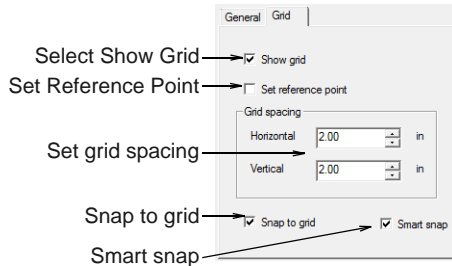 General Grid
Select Show Grid Show grid
Set Reference Point Set reference point
Grid spacing
Horizontal 2.00 in
Set grid spacing
Vertical 2.00 in
Snap to grid Snap to grid Smart snap
Smart snap